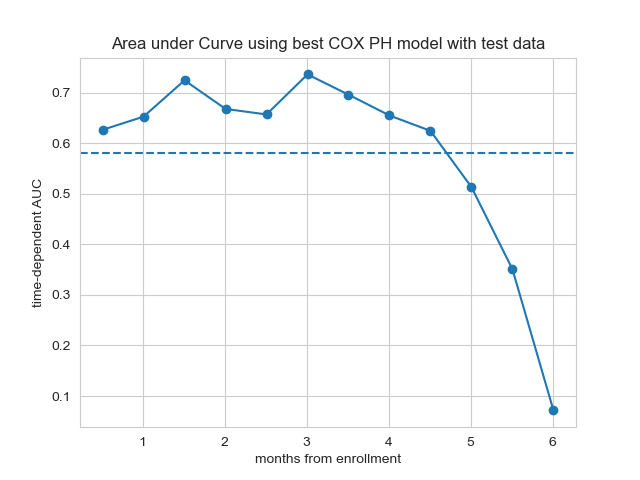 Area under Curve using best COX PH model with test data
time-dependent AUC
0.7
0.6
0.5
0.4
0.3
0.2
0.1
1 2 3 4 5 6
months from enrollment